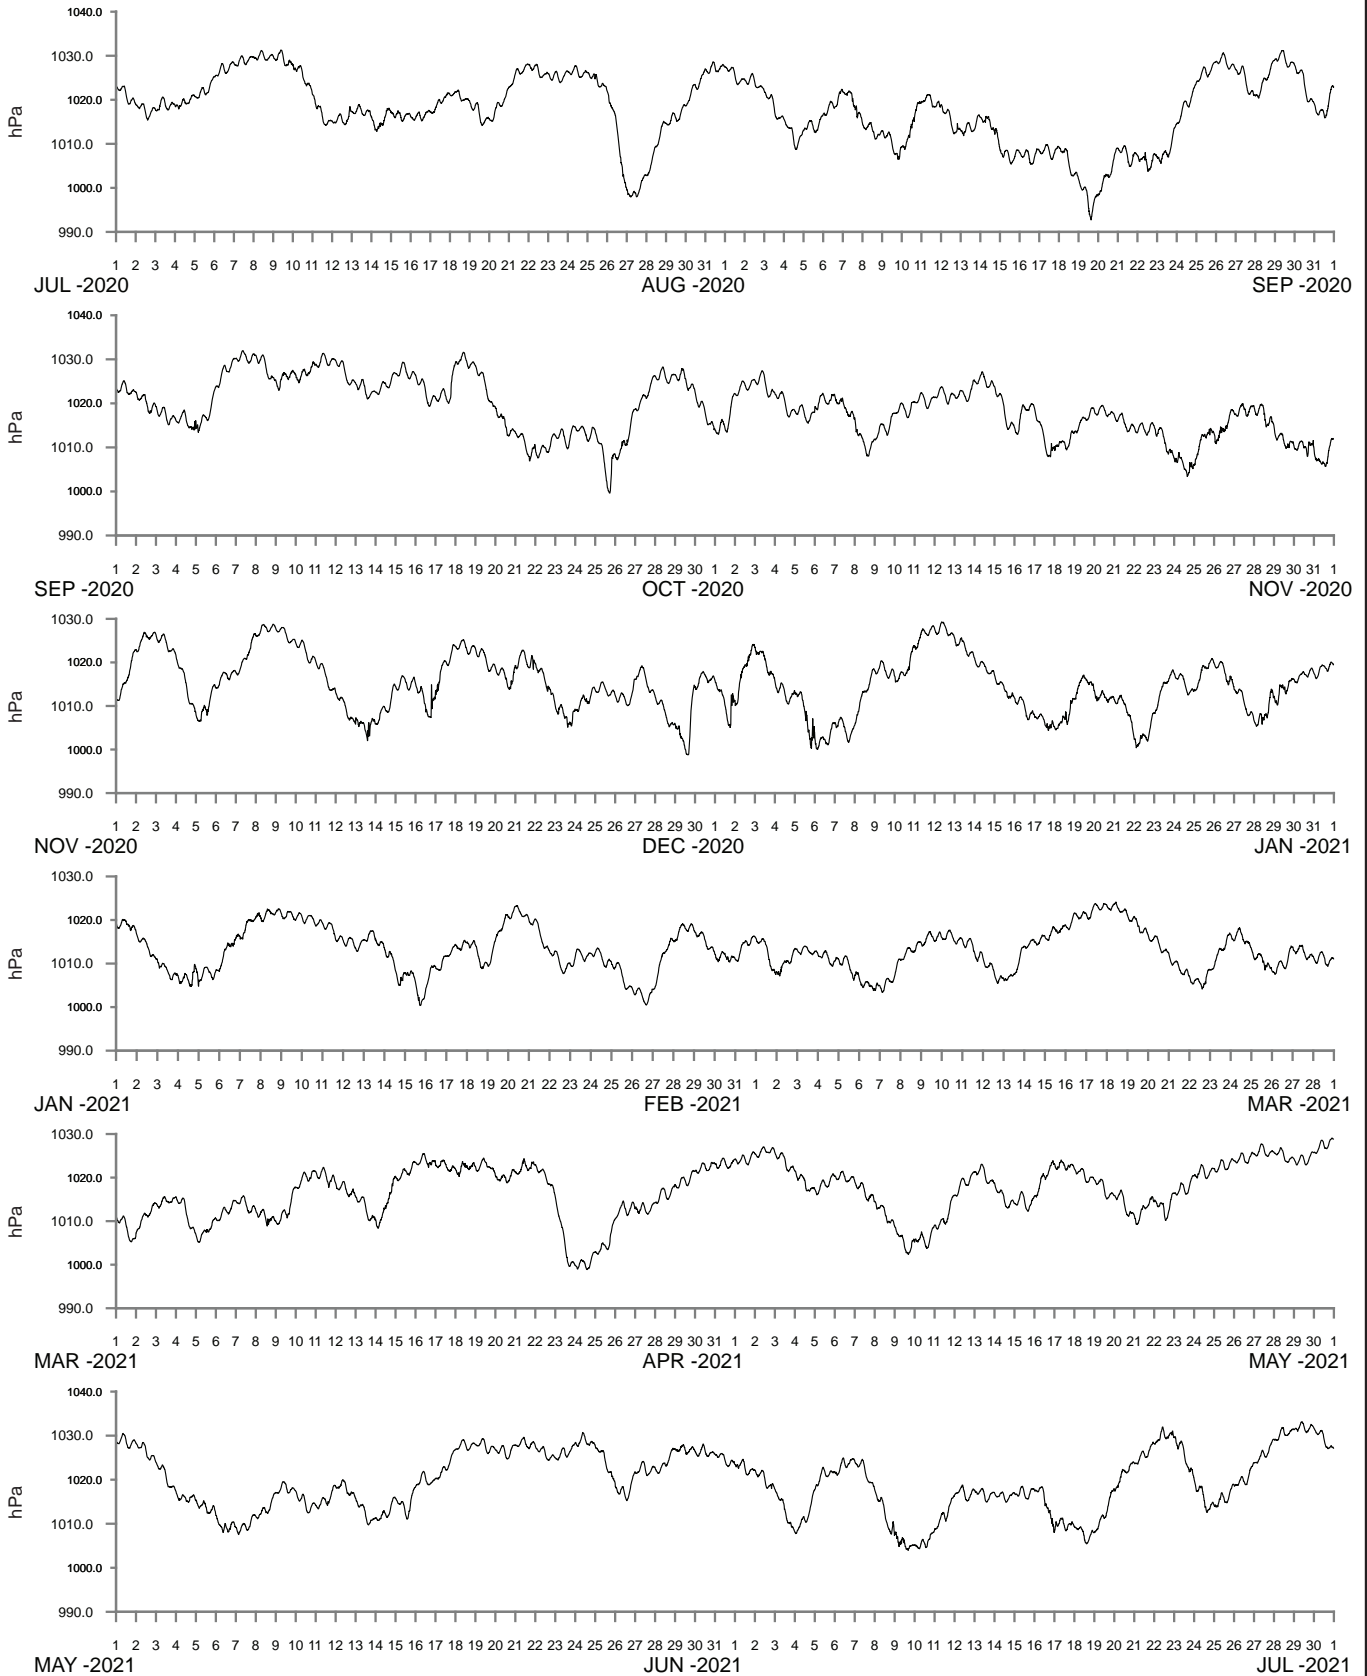 1040.0
1030.0
1020.0
1010.0
1000.0
990.0
hPa
1 2 3 4 5 6 7 8 9 10 11 12 13 14 15 16 17 18 19 20 21 22 23 24 25 26 27 28 29 30 31 1 2 3 4 5 6 7 8 9 10 11 12 13 14 15 16 17 18 19 20 21 22 23 24 25 26 27 28 29 30 31 1
JUL -2020 AUG -2020 SEP -2020
1040.0
1030.0
1020.0
1010.0
1000.0
990.0
hPa
1 2 3 4 5 6 7 8 9 10 11 12 13 14 15 16 17 18 19 20 21 22 23 24 25 26 27 28 29 30 1 2 3 4 5 6 7 8 9 10 11 12 13 14 15 16 17 18 19 20 21 22 23 24 25 26 27 28 29 30 31 1
SEP -2020 OCT -2020 NOV -2020
1030.0
1020.0
1010.0
1000.0
990.0
hPa
1 2 3 4 5 6 7 8 9 10 11 12 13 14 15 16 17 18 19 20 21 22 23 24 25 26 27 28 29 30 1 2 3 4 5 6 7 8 9 10 11 12 13 14 15 16 17 18 19 20 21 22 23 24 25 26 27 28 29 30 31 1
NOV -2020 DEC -2020 JAN -2021
1030.0
1020.0
1010.0
1000.0
990.0
hPa
1 2 3 4 5 6 7 8 9 10 11 12 13 14 15 16 17 18 19 20 21 22 23 24 25 26 27 28 29 30 31 1 2 3 4 5 6 7 8 9 10 11 12 13 14 15 16 17 18 19 20 21 22 23 24 25 26 27 28 1
JAN -2021 FEB -2021 MAR -2021
1030.0
1020.0
1010.0
1000.0
990.0
hPa
1 2 3 4 5 6 7 8 9 10 11 12 13 14 15 16 17 18 19 20 21 22 23 24 25 26 27 28 29 30 31 1 2 3 4 5 6 7 8 9 10 11 12 13 14 15 16 17 18 19 20 21 22 23 24 25 26 27 28 29 30 1
MAR -2021 APR -2021 MAY -2021
1040.0
1030.0
1020.0
1010.0
1000.0
990.0
hPa
1 2 3 4 5 6 7 8 9 10 11 12 13 14 15 16 17 18 19 20 21 22 23 24 25 26 27 28 29 30 31 1 2 3 4 5 6 7 8 9 10 11 12 13 14 15 16 17 18 19 20 21 22 23 24 25 26 27 28 29 30 1
MAY -2021 JUN -2021 JUL -2021